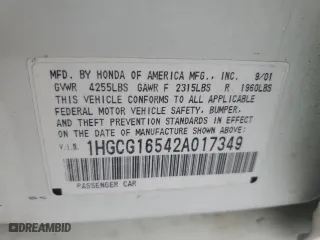 MFD. BY HONDA OF AMERICA MFG., INC. 9/01
GVWR 4255LBS GAWR F 2315LBS R 1960LBS
THIS VEHICLE CONFORMS TO ALL APPLICABLE
FEDERAL MOTOR VEHICLE SAFETY, BUMPER,
AND THEFT PREVENTION STANDARDS IN EFFECT
ON THE DATE OF MANUFACTURE SHOWN ABOVE.
V.I.N. 1HGCG16542A017349
PASSENGER CAR
©AUTOBIDMASTER